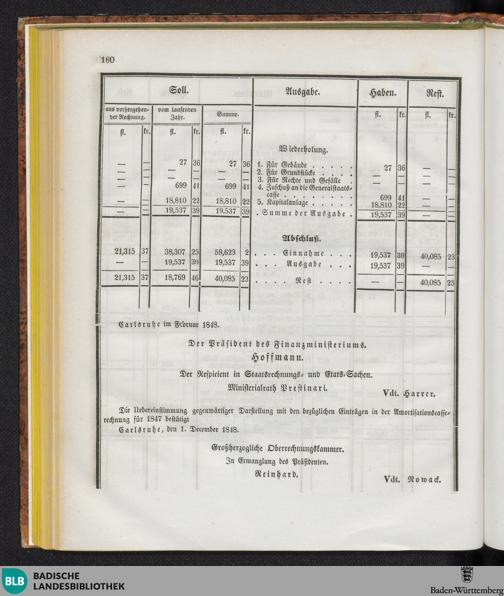 160
Soll. Ausgabe. Haben. Rest.
aus vorhergehen- vom laufenden Summe.
der Rechnung. Jahr.
fl. kr. fl. kr. fl. kr. fl. kr. fl. kr.
Wiederholung.
— — 27 36 27 36 1. Für Gebäude . . . . . 27 36 — —
— — — — — — 2. Für Grundstücke . . . . — — — —
— — — — — — 3. Für Rechte und Gefälle — — — —
— — 699 41 699 41 4. Zuschuß an die Generalstaats-
casse . . . . . . . . 699 41 — —
— — 18,810 22 18,810 22 5. Kapitalanlage . . . . . 18,810 22 — —
— — 19,537 39 19,537 39 . Summe der Ausgabe . 19,537 39 — —
Abschluß.
21,315 37 38,307 25 59,623 2 . . . Einnahme . . . 19,537 39 40,085 23
— — 19,537 39 19,537 39 . . . Ausgabe . . . 19,537 39 — —
21,315 37 18,769 46 40,085 23 . . . . Rest . . . . — — 40,085 23
Carlsruhe im Februar 1848.
Der Präsident des Finanzministeriums.
Hoffmann.
Der Respicient in Staatsrechnungs- und Etats-Sachen.
Ministerialrath Prestinari.
Vdt. Harrer.
Die Uebereinstimmung gegenwärtiger Darstellung mit den bezüglichen Einträgen in der Amortisationscasse-
rechnung für 1847 bestätigt
Carlsruhe, den 1. December 1848.
Großherzogliche Oberrechnungskammer.
In Ermanglung des Präsidenten.
Reinhard.
Vdt. Nowack.
BLB BADISCHE
LANDESBIBLIOTHEK
Baden-Württemberg